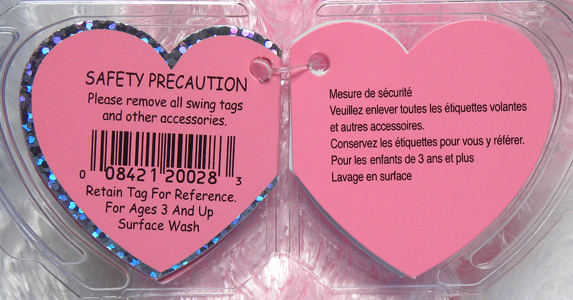 SAFETY PRECAUTION
Please remove all swing tags
and other accessories.
0 08421 20028 3
Retain Tag For Reference.
For Ages 3 And Up
Surface Wash
Mesure de sécurité
Veuillez enlever toutes les étiquettes volantes
et autres accessoires.
Conservez les étiquettes pour vous y référer.
Pour les enfants de 3 ans et plus
Lavage en surface